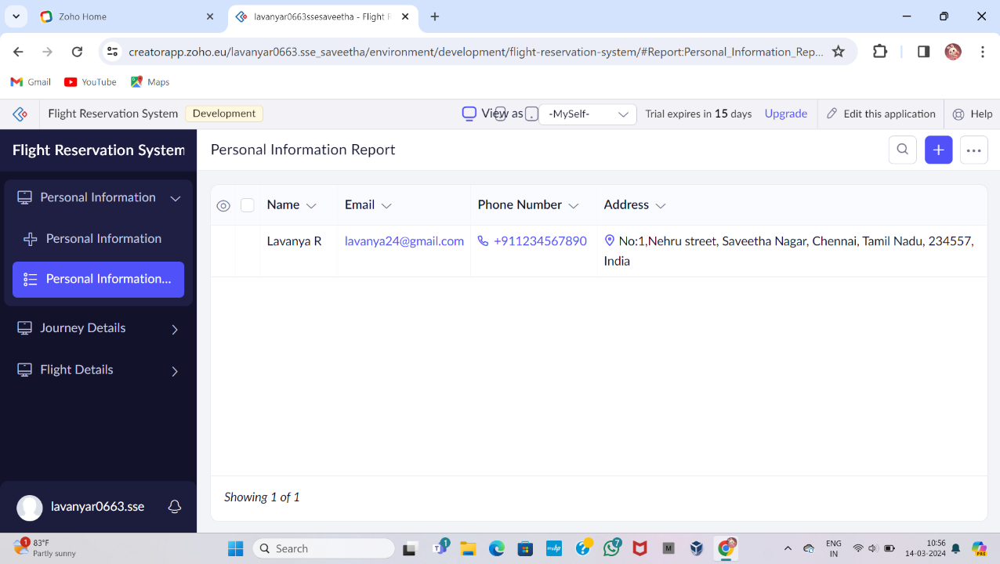 Zoho Home
lavanyar0663ssesaveetha - Flight R
creatorapp.zoho.eu/lavanyar0663.sse_saveetha/environment/development/flight-reservation-system/#Report:Personal_Information_Rep...
Gmail YouTube Maps
Flight Reservation System Development View as -MySelf- Trial expires in 15 days Upgrade Edit this application Help
Flight Reservation System
Personal Information Report
Personal Information
Personal Information
Personal Information...
Journey Details
Flight Details
Name Email Phone Number Address
Lavanya R lavanya24@gmail.com +911234567890 No:1,Nehru street, Saveetha Nagar, Chennai, Tamil Nadu, 234557,
India
Showing 1 of 1
lavanyar0663.sse
1 83°F
Partly sunny
Search
1
7
ENG
IN
10:56
14-03-2024
PRE